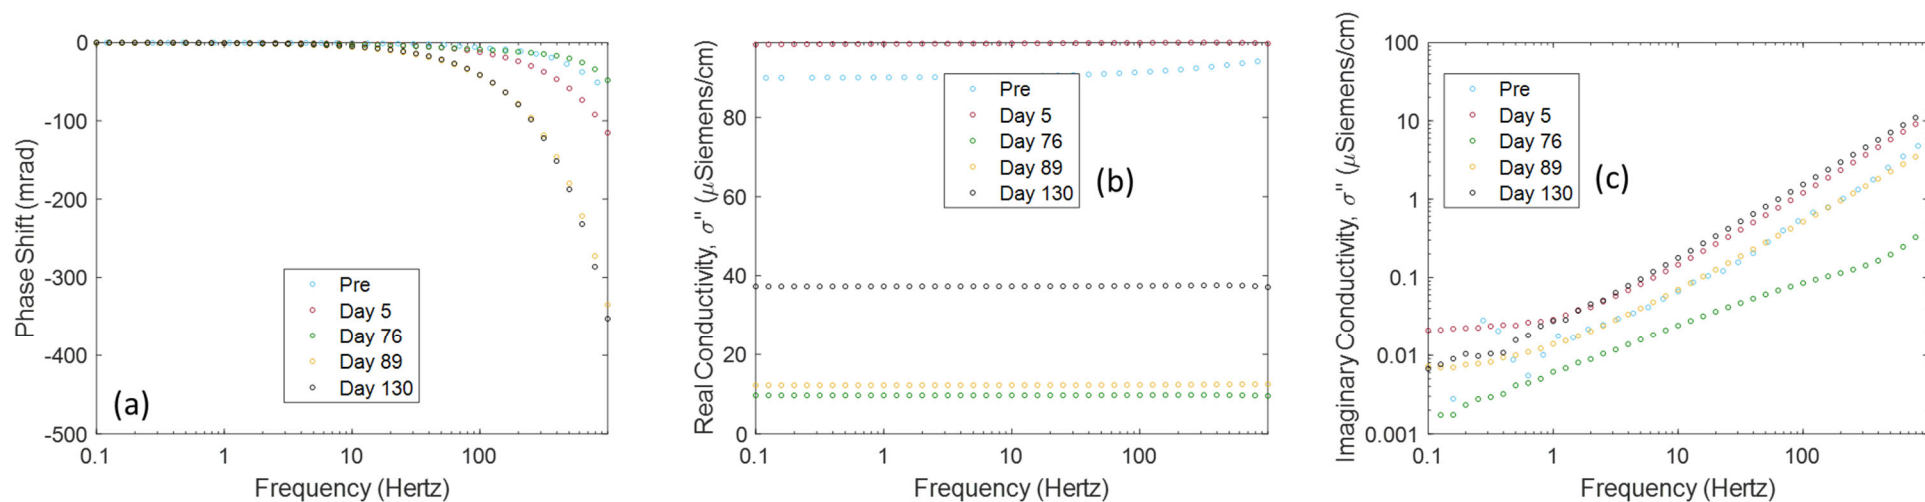 0
-100
-200
-300
-400
-500
0.1
1
10
100
Phase Shift (mrad)
Frequency (Hertz)
Pre
Day 5
Day 76
Day 89
Day 130
(a)
80
60
40
20
0
0.1
1
10
100
Real Conductivity, σ'' (μSiemens/cm)
Frequency (Hertz)
Pre
Day 5
Day 76
Day 89
Day 130
(b)
100
10
1
0.1
0.01
0.001
0.1
1
10
100
Imaginary Conductivity, σ'' (μSiemens/cm)
Frequency (Hertz)
Pre
Day 5
Day 76
Day 89
Day 130
(c)